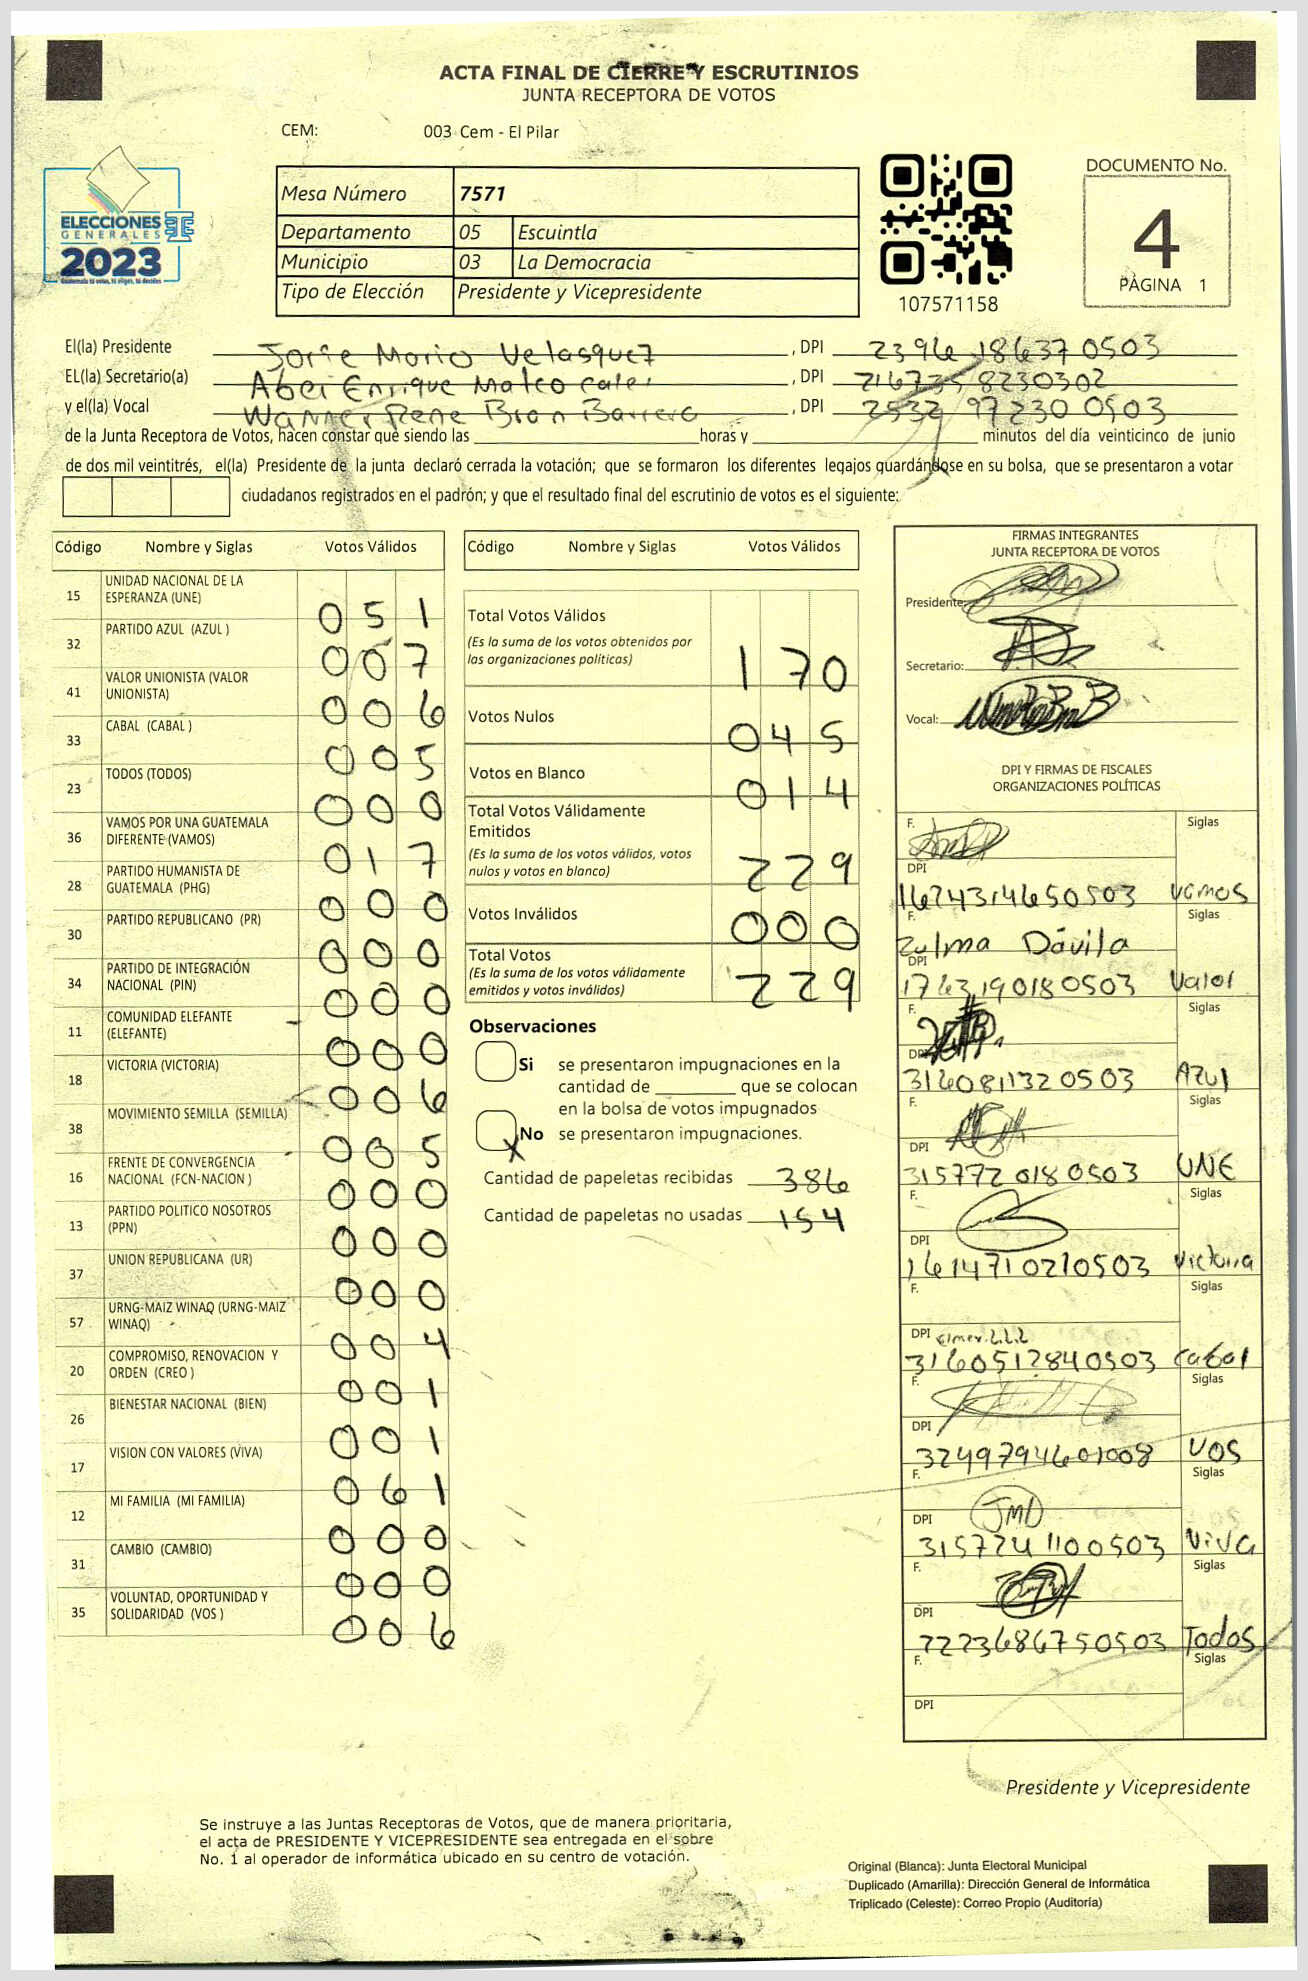 ACTA FINAL DE CIERRE Y ESCRUTINIOS
JUNTA RECEPTORA DE VOTOS
CEM: 003 Cem - El Pilar
ELECCIONES
GENERALES
2023
Mesa Número 7571
Departamento 05 Escuintla
Municipio 03 La Democracia
Tipo de Elección Presidente y Vicepresidente
107571158
DOCUMENTO No.
4
PÀGINA 1
El(la) Presidente Jorge Mario Velasquez, DPI 2396 18637 0503
EL(la) Secretario(a) Abel Enrique Mateo, DPI 216735 8230302
y el(la) Vocal Wanner Rene Bron Barrera, DPI 2532 97230 0503
de la Junta Receptora de Votos, hacen constar que siendo las horas y minutos del día veinticinco de junio
de dos mil veintitrés, el(la) Presidente de la junta declaró cerrada la votación; que se formaron los diferentes legajos guardándose en su bolsa, que se presentaron a votar
ciudadanos registrados en el padrón; y que el resultado final del escrutinio de votos es el siguiente:
Código Nombre y Siglas Votos Válidos
15 UNIDAD NACIONAL DE LA ESPERANZA (UNE) 051
32 PARTIDO AZUL (AZUL ) 007
41 VALOR UNIONISTA (VALOR UNIONISTA) 006
33 CABAL (CABAL ) 005
23 TODOS (TODOS) 000
36 VAMOS POR UNA GUATEMALA DIFERENTE (VAMOS) 017
28 PARTIDO HUMANISTA DE GUATEMALA (PHG) 000
30 PARTIDO REPUBLICANO (PR) 000
34 PARTIDO DE INTEGRACIÓN NACIONAL (PIN) 000
11 COMUNIDAD ELEFANTE (ELEFANTE) 000
18 VICTORIA (VICTORIA) 006
38 MOVIMIENTO SEMILLA (SEMILLA) 005
16 FRENTE DE CONVERGENCIA NACIONAL (FCN-NACION ) 000
13 PARTIDO POLITICO NOSOTROS (PPN) 000
37 UNION REPUBLICANA (UR) 000
57 URNG-MAIZ WINAQ (URNG-MAIZ WINAQ) 004
20 COMPROMISO, RENOVACION Y ORDEN (CREO ) 001
26 BIENESTAR NACIONAL (BIEN) 001
17 VISION CON VALORES (VIVA) 061
12 MI FAMILIA (MI FAMILIA) 000
31 CAMBIO (CAMBIO) 000
35 VOLUNTAD, OPORTUNIDAD Y SOLIDARIDAD (VOS ) 006
Código Nombre y Siglas Votos Válidos
Total Votos Válidos
(Es la suma de los votos obtenidos por
las organizaciones políticas) 170
Votos Nulos 045
Votos en Blanco 014
Total Votos Válidamente
Emitidos
(Es la suma de los votos válidos, votos
nulos y votos en blanco) 229
Votos Inválidos 000
Total Votos
(Es la suma de los votos válidamente
emitidos y votos inválidos) 229
Observaciones
Si se presentaron impugnaciones en la
cantidad de que se colocan
en la bolsa de votos impugnados
X No se presentaron impugnaciones.
Cantidad de papeletas recibidas 386
Cantidad de papeletas no usadas 154
FIRMAS INTEGRANTES
JUNTA RECEPTORA DE VOTOS
Presidente:
Secretario:
Vocal:
DPI Y FIRMAS DE FISCALES
ORGANIZACIONES POLÍTICAS
F. Siglas
DPI 1624314650503 Vamos
F. Zulma Dávila Siglas
DPI 1763190180503 Valor
F. Siglas
DPI 3160811320503 Azul
F. Siglas
DPI 3157720180503 UNE
F. Siglas
DPI 1614710210503 Victoria
F. Siglas
DPI 3160512840503 Cabal
F. Siglas
DPI 3249794601008 VOS
F. JMD Siglas
DPI 3157241100503 ViVa
F. Siglas
DPI 2223686750503 Todos
F. Siglas
DPI
Presidente y Vicepresidente
Se instruye a las Juntas Receptoras de Votos, que de manera prioritaria,
el acta de PRESIDENTE Y VICEPRESIDENTE sea entregada en el sobre
No. 1 al operador de informática ubicado en su centro de votación.
Original (Blanca): Junta Electoral Municipal
Duplicado (Amarilla): Dirección General de Informática
Triplicado (Celeste): Correo Propio (Auditoría)